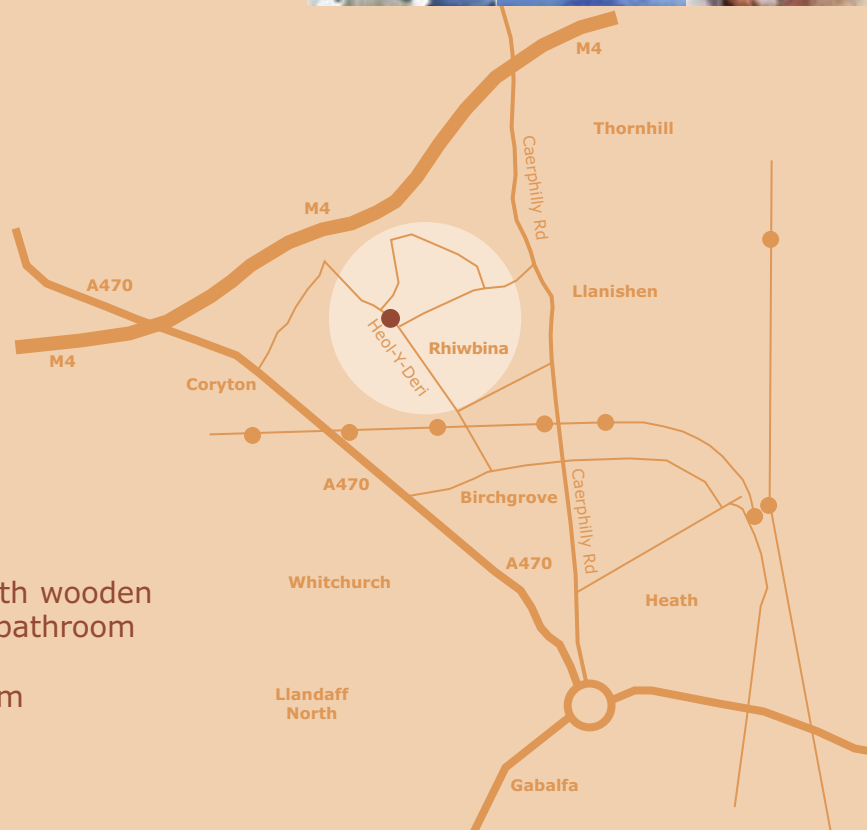 M4
Thornhill
Caerphilly Rd
M4
A470
Llanishen
Heol-Y-Deri
Rhiwbina
M4
Coryton
A470
Birchgrove
Caerphilly Rd
A470
Whitchurch
Heath
th wooden
bathroom
m
Llandaff
North
Gabalfa